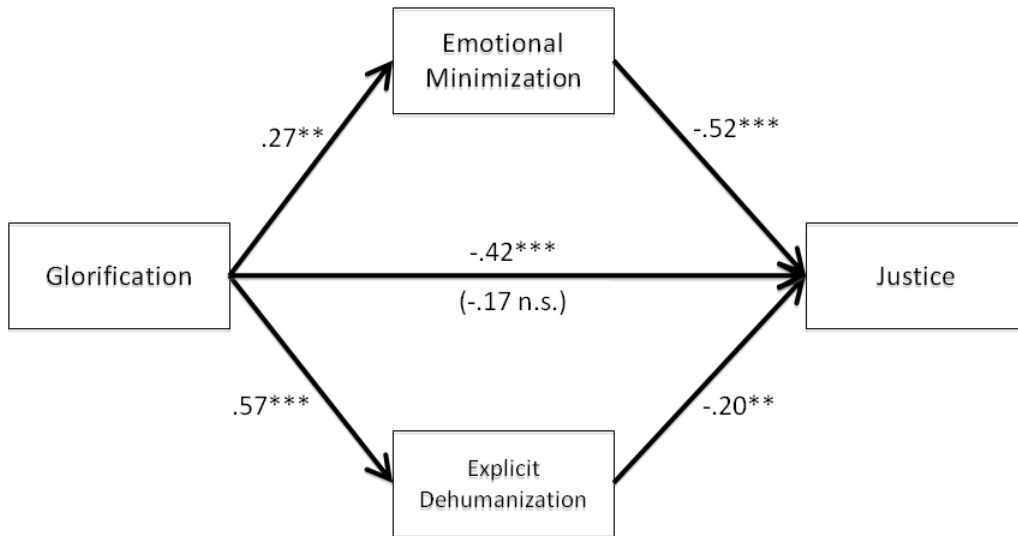 Emotional
Minimization
.27**
-.52***
Glorification
-.42***
(-.17 n.s.)
Justice
.57***
-.20**
Explicit
Dehumanization